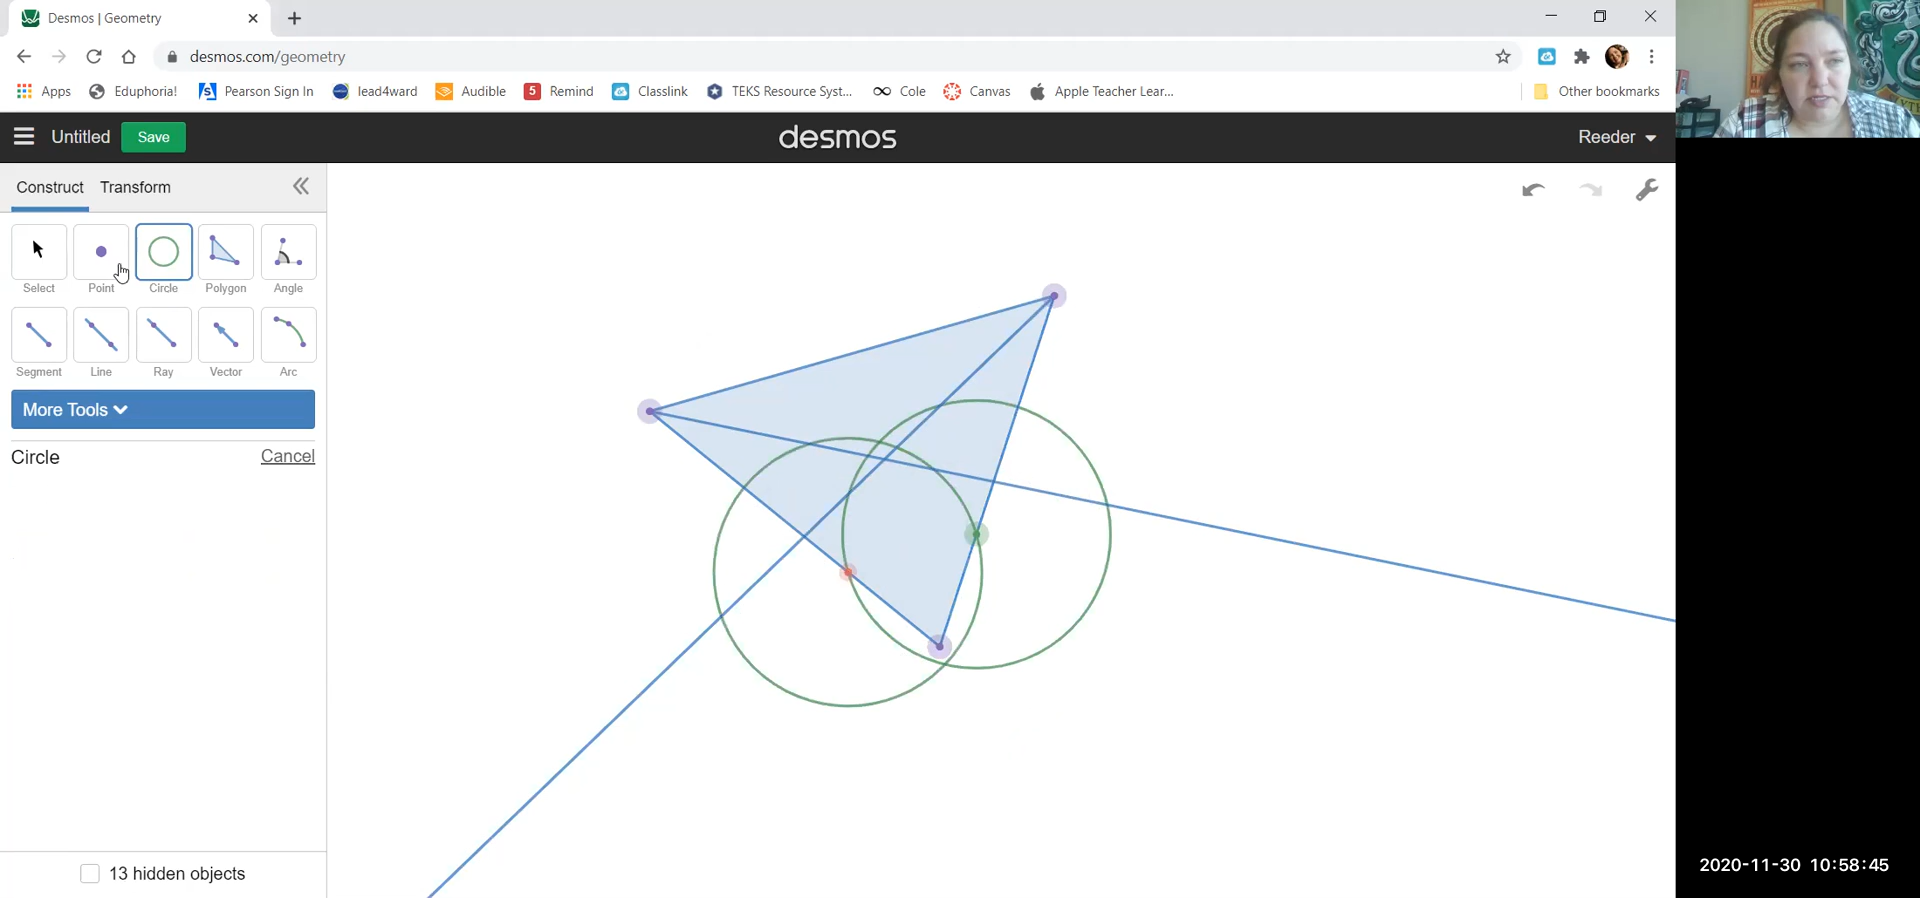 Desmos | Geometry
desmos.com/geometry
Apps Eduphoria! Pearson Sign In lead4ward Audible 5 Remind Classlink TEKS Resource Syst... Cole Canvas Apple Teacher Lear... Other bookmarks
Untitled Save desmos Reeder
Construct Transform
Select Point Circle Polygon Angle
Segment Line Ray Vector Arc
More Tools
Circle Cancel
13 hidden objects
2020-11-30 10:58:45